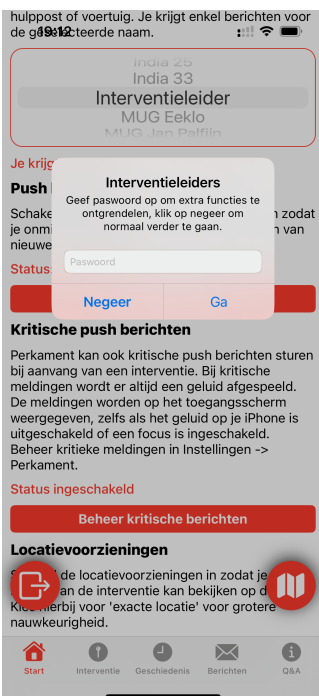 hulppost of voertuig. Je krijgt enkel berichten voor
de geselecteerde naam.
19:12
India 25
India 33
Interventieleider
MUG Eeklo
MUG Jan Palfijn
Je krijg
Push
Interventieleiders
Geef paswoord op om extra functies te
ontgrendelen, klik op negeer om
normaal verder te gaan.
Paswoord
Negeer
Ga
Schake
n zodat
je onmi
van
nieuwe
Status:
Kritische push berichten
Perkament kan ook kritische push berichten sturen
bij aanvang van een interventie. Bij kritische
meldingen wordt er altijd een geluid afgespeeld.
De meldingen worden op het toegangsscherm
weergegeven, zelfs als het geluid op je iPhone is
uitgeschakeld of een focus is ingeschakeld.
Beheer kritieke meldingen in Instellingen ->
Perkament.
Status ingeschakeld
Beheer kritische berichten
Locatievoorzieningen
de locatievoorzieningen in zodat je
an de interventie kan bekijken op d
Kies hierbij voor 'exacte locatie' voor grotere
nauwkeurigheid.
Start
Interventie
Geschiedenis
Berichten
Q&A